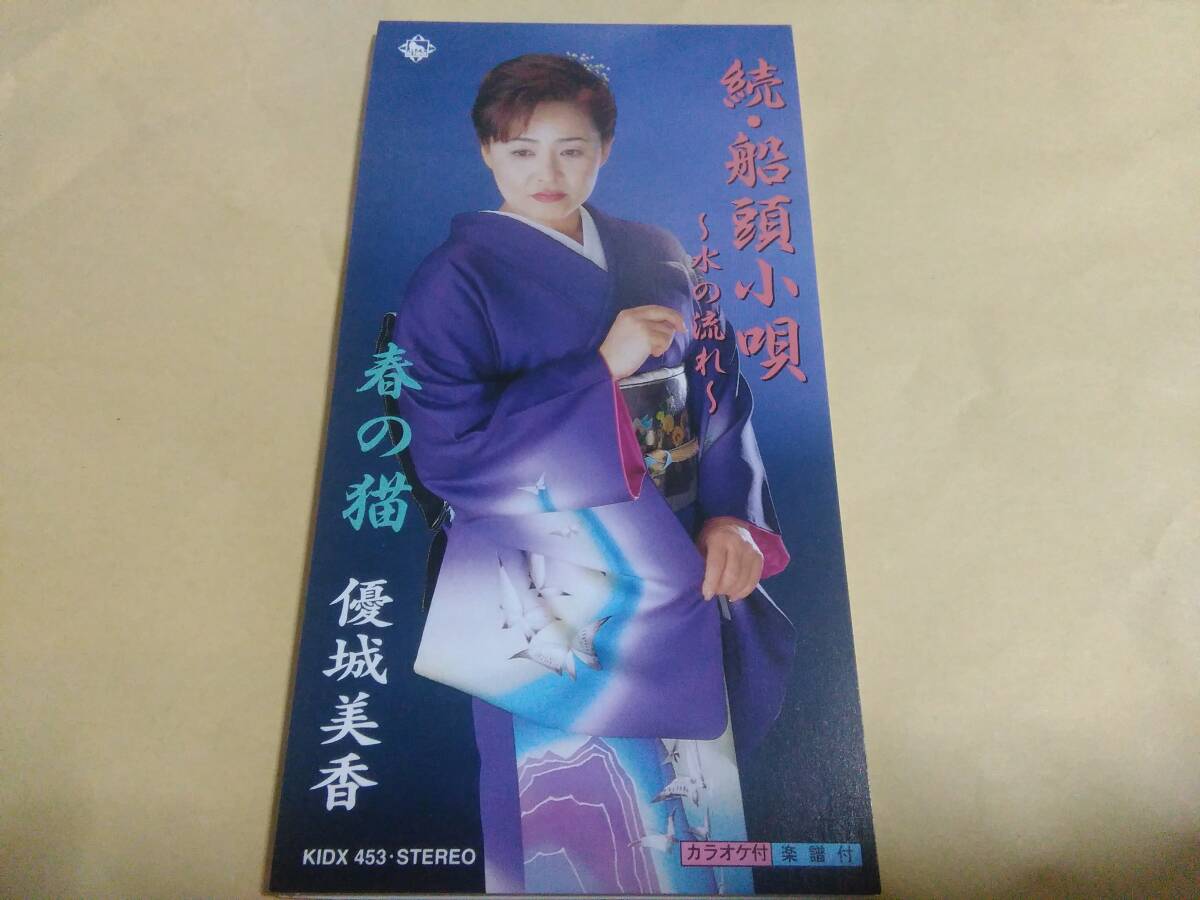 続・船頭小唄
〜水の流れ〜
春の猫
優城美香
KIDX 453・STEREO
カラオケ付 楽譜付